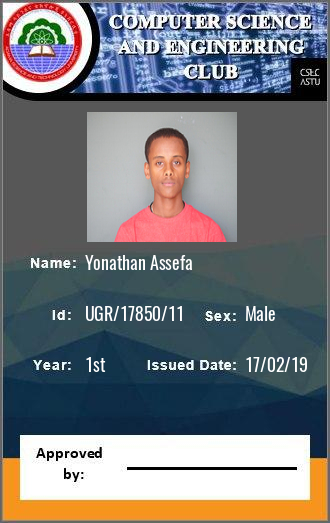 COMPUTER SCIENCE
AND ENGINEERING
CLUB
CSEC
ASTU
Name: Yonathan Assefa
Id: UGR/17850/11 Sex: Male
Year: 1st Issued Date: 17/02/19
Approved
by: